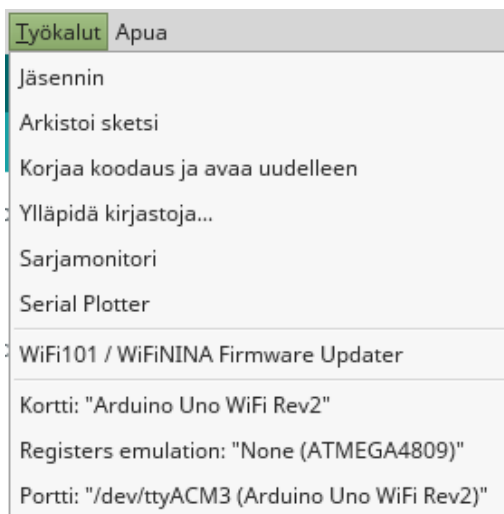 Työkalut Apua
Jäsennin
Arkistoi sketsi
Korjaa koodaus ja avaa uudelleen
Ylläpidä kirjastoja...
Sarjamonitori
Serial Plotter
WiFi101 / WiFiNINA Firmware Updater
Kortti: "Arduino Uno WiFi Rev2"
Registers emulation: "None (ATMEGA4809)"
Portti: "/dev/ttyACM3 (Arduino Uno WiFi Rev2)"